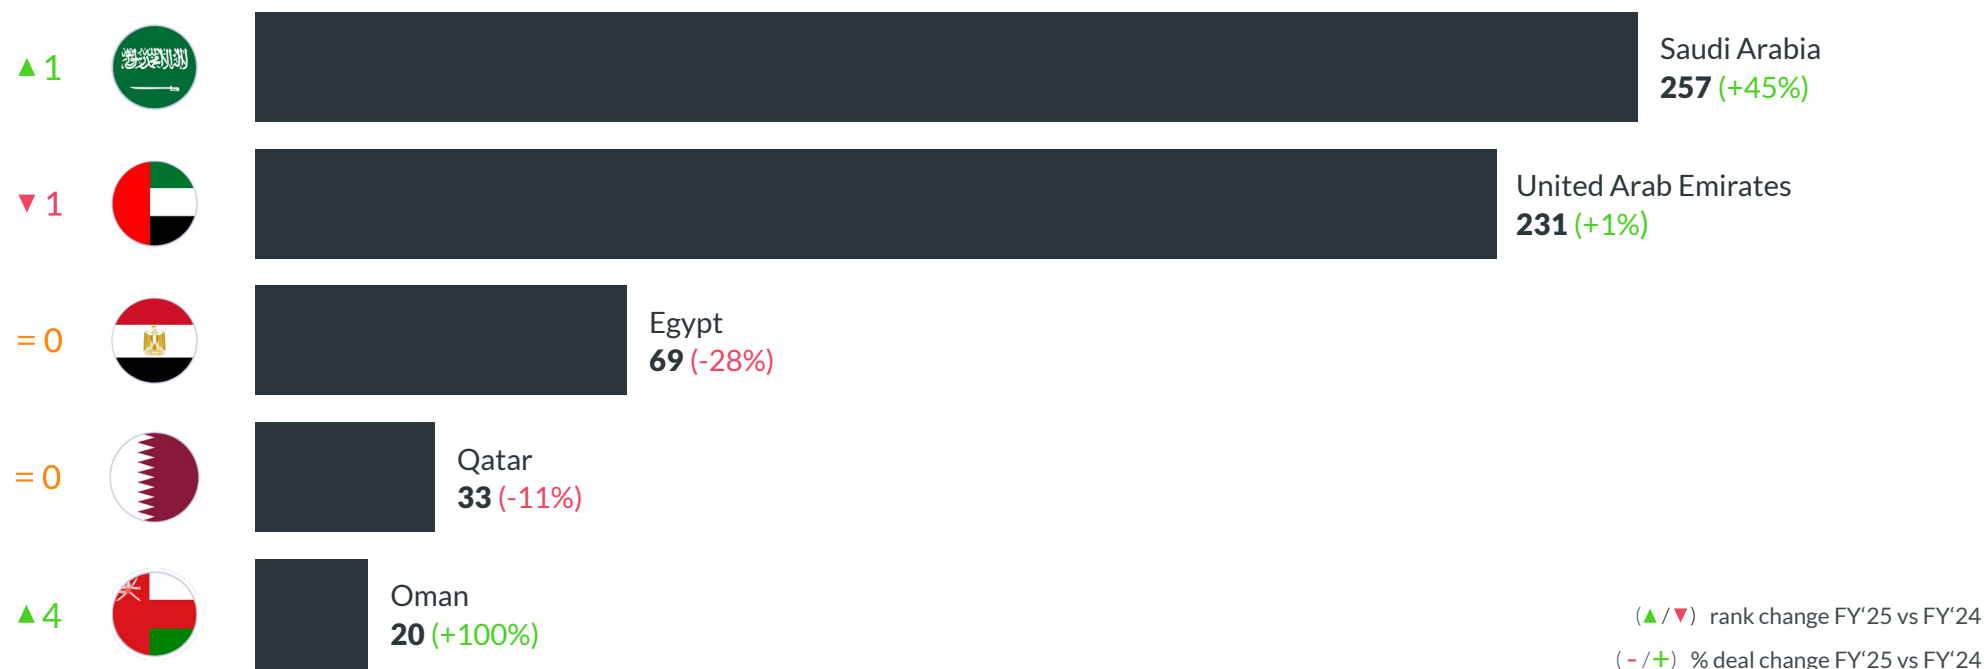 ▲ 1
Saudi Arabia
257 (+45%)
▼ 1
United Arab Emirates
231 (+1%)
= 0
Egypt
69 (-28%)
= 0
Qatar
33 (-11%)
▲ 4
Oman
20 (+100%)
(▲/▼) rank change FY‘25 vs FY‘24
(-/+) % deal change FY‘25 vs FY‘24